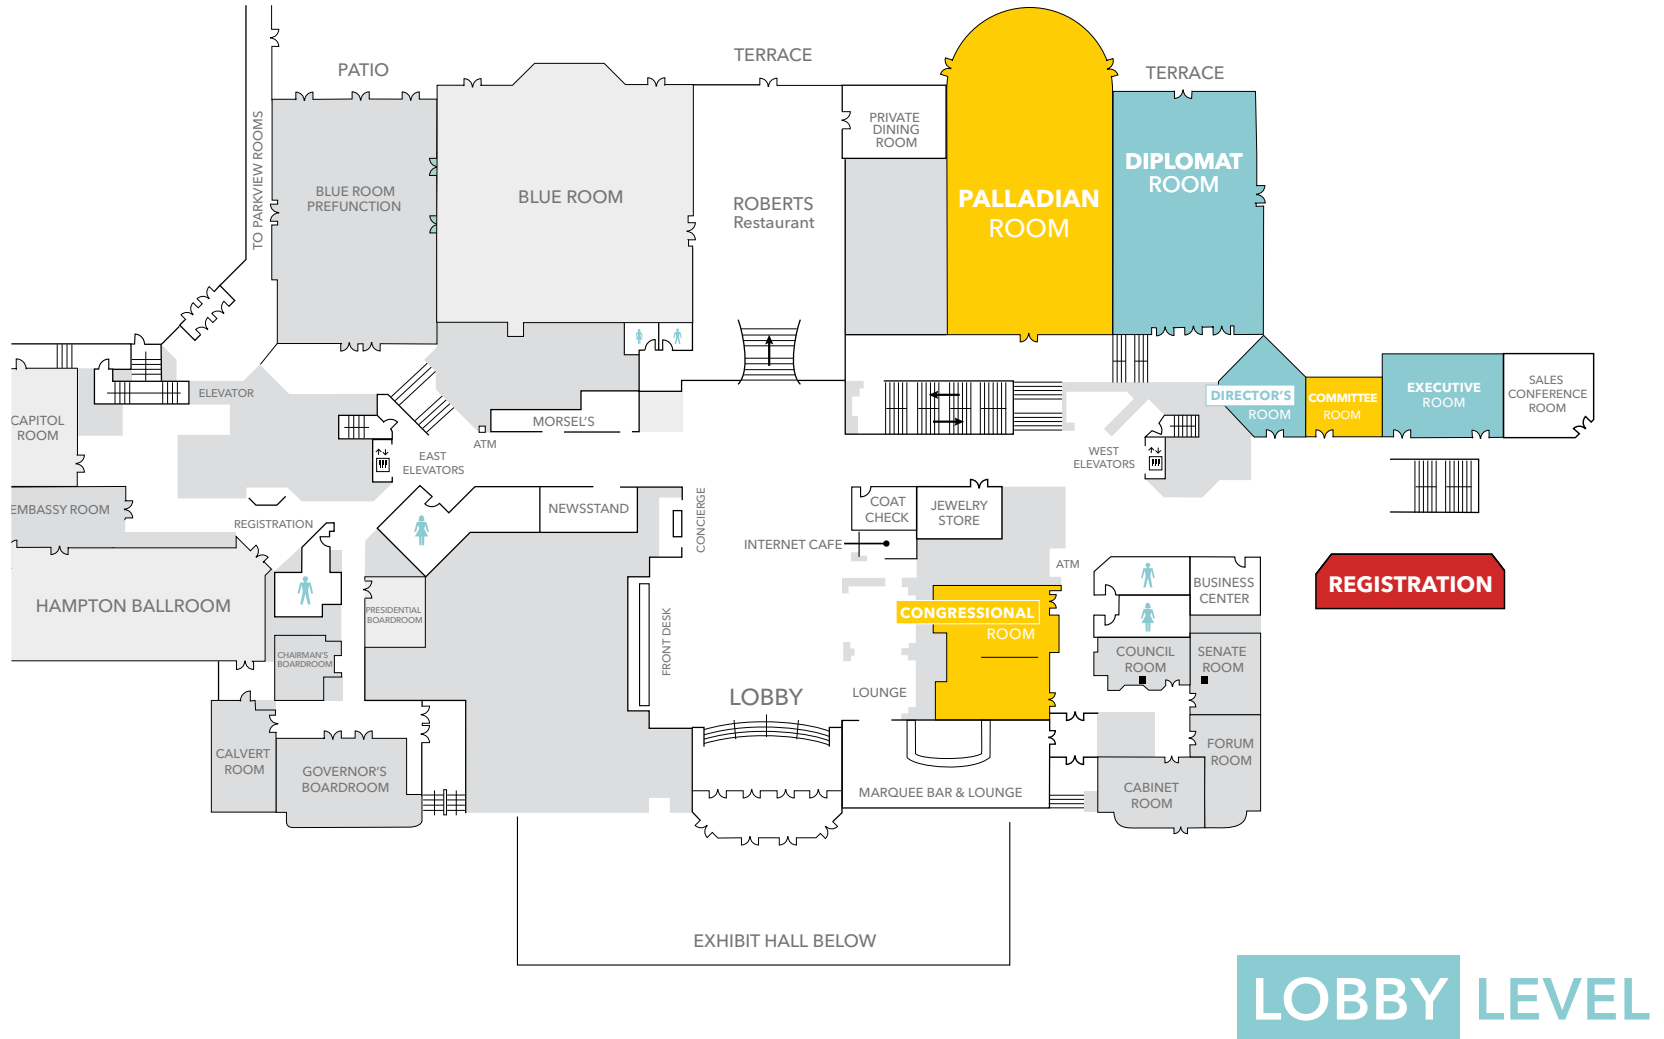 PATIO
TERRACE
TERRACE
TO PARKVIEW ROOMS
BLUE ROOM
PREFUNCTION
BLUE ROOM
ROBERTS
Restaurant
PRIVATE
DINING
ROOM
PALLADIAN
ROOM
DIPLOMAT
ROOM
ELEVATOR
CAPITOL
ROOM
MORSEL'S
ATM
EAST
ELEVATORS
WEST
ELEVATORS
DIRECTOR'S
ROOM
COMMITTEE
ROOM
EXECUTIVE
ROOM
SALES
CONFERENCE
ROOM
EMBASSY ROOM
REGISTRATION
NEWSSTAND
CONCIERGE
COAT
CHECK
JEWELRY
STORE
INTERNET CAFE
ATM
BUSINESS
CENTER
REGISTRATION
HAMPTON BALLROOM
PRESIDENTIAL
BOARDROOM
CHAIRMAN'S
BOARDROOM
FRONT DESK
CONGRESSIONAL
ROOM
COUNCIL
ROOM
SENATE
ROOM
LOBBY
LOUNGE
CALVERT
ROOM
GOVERNOR'S
BOARDROOM
MARQUEE BAR & LOUNGE
CABINET
ROOM
FORUM
ROOM
EXHIBIT HALL BELOW
LOBBY LEVEL